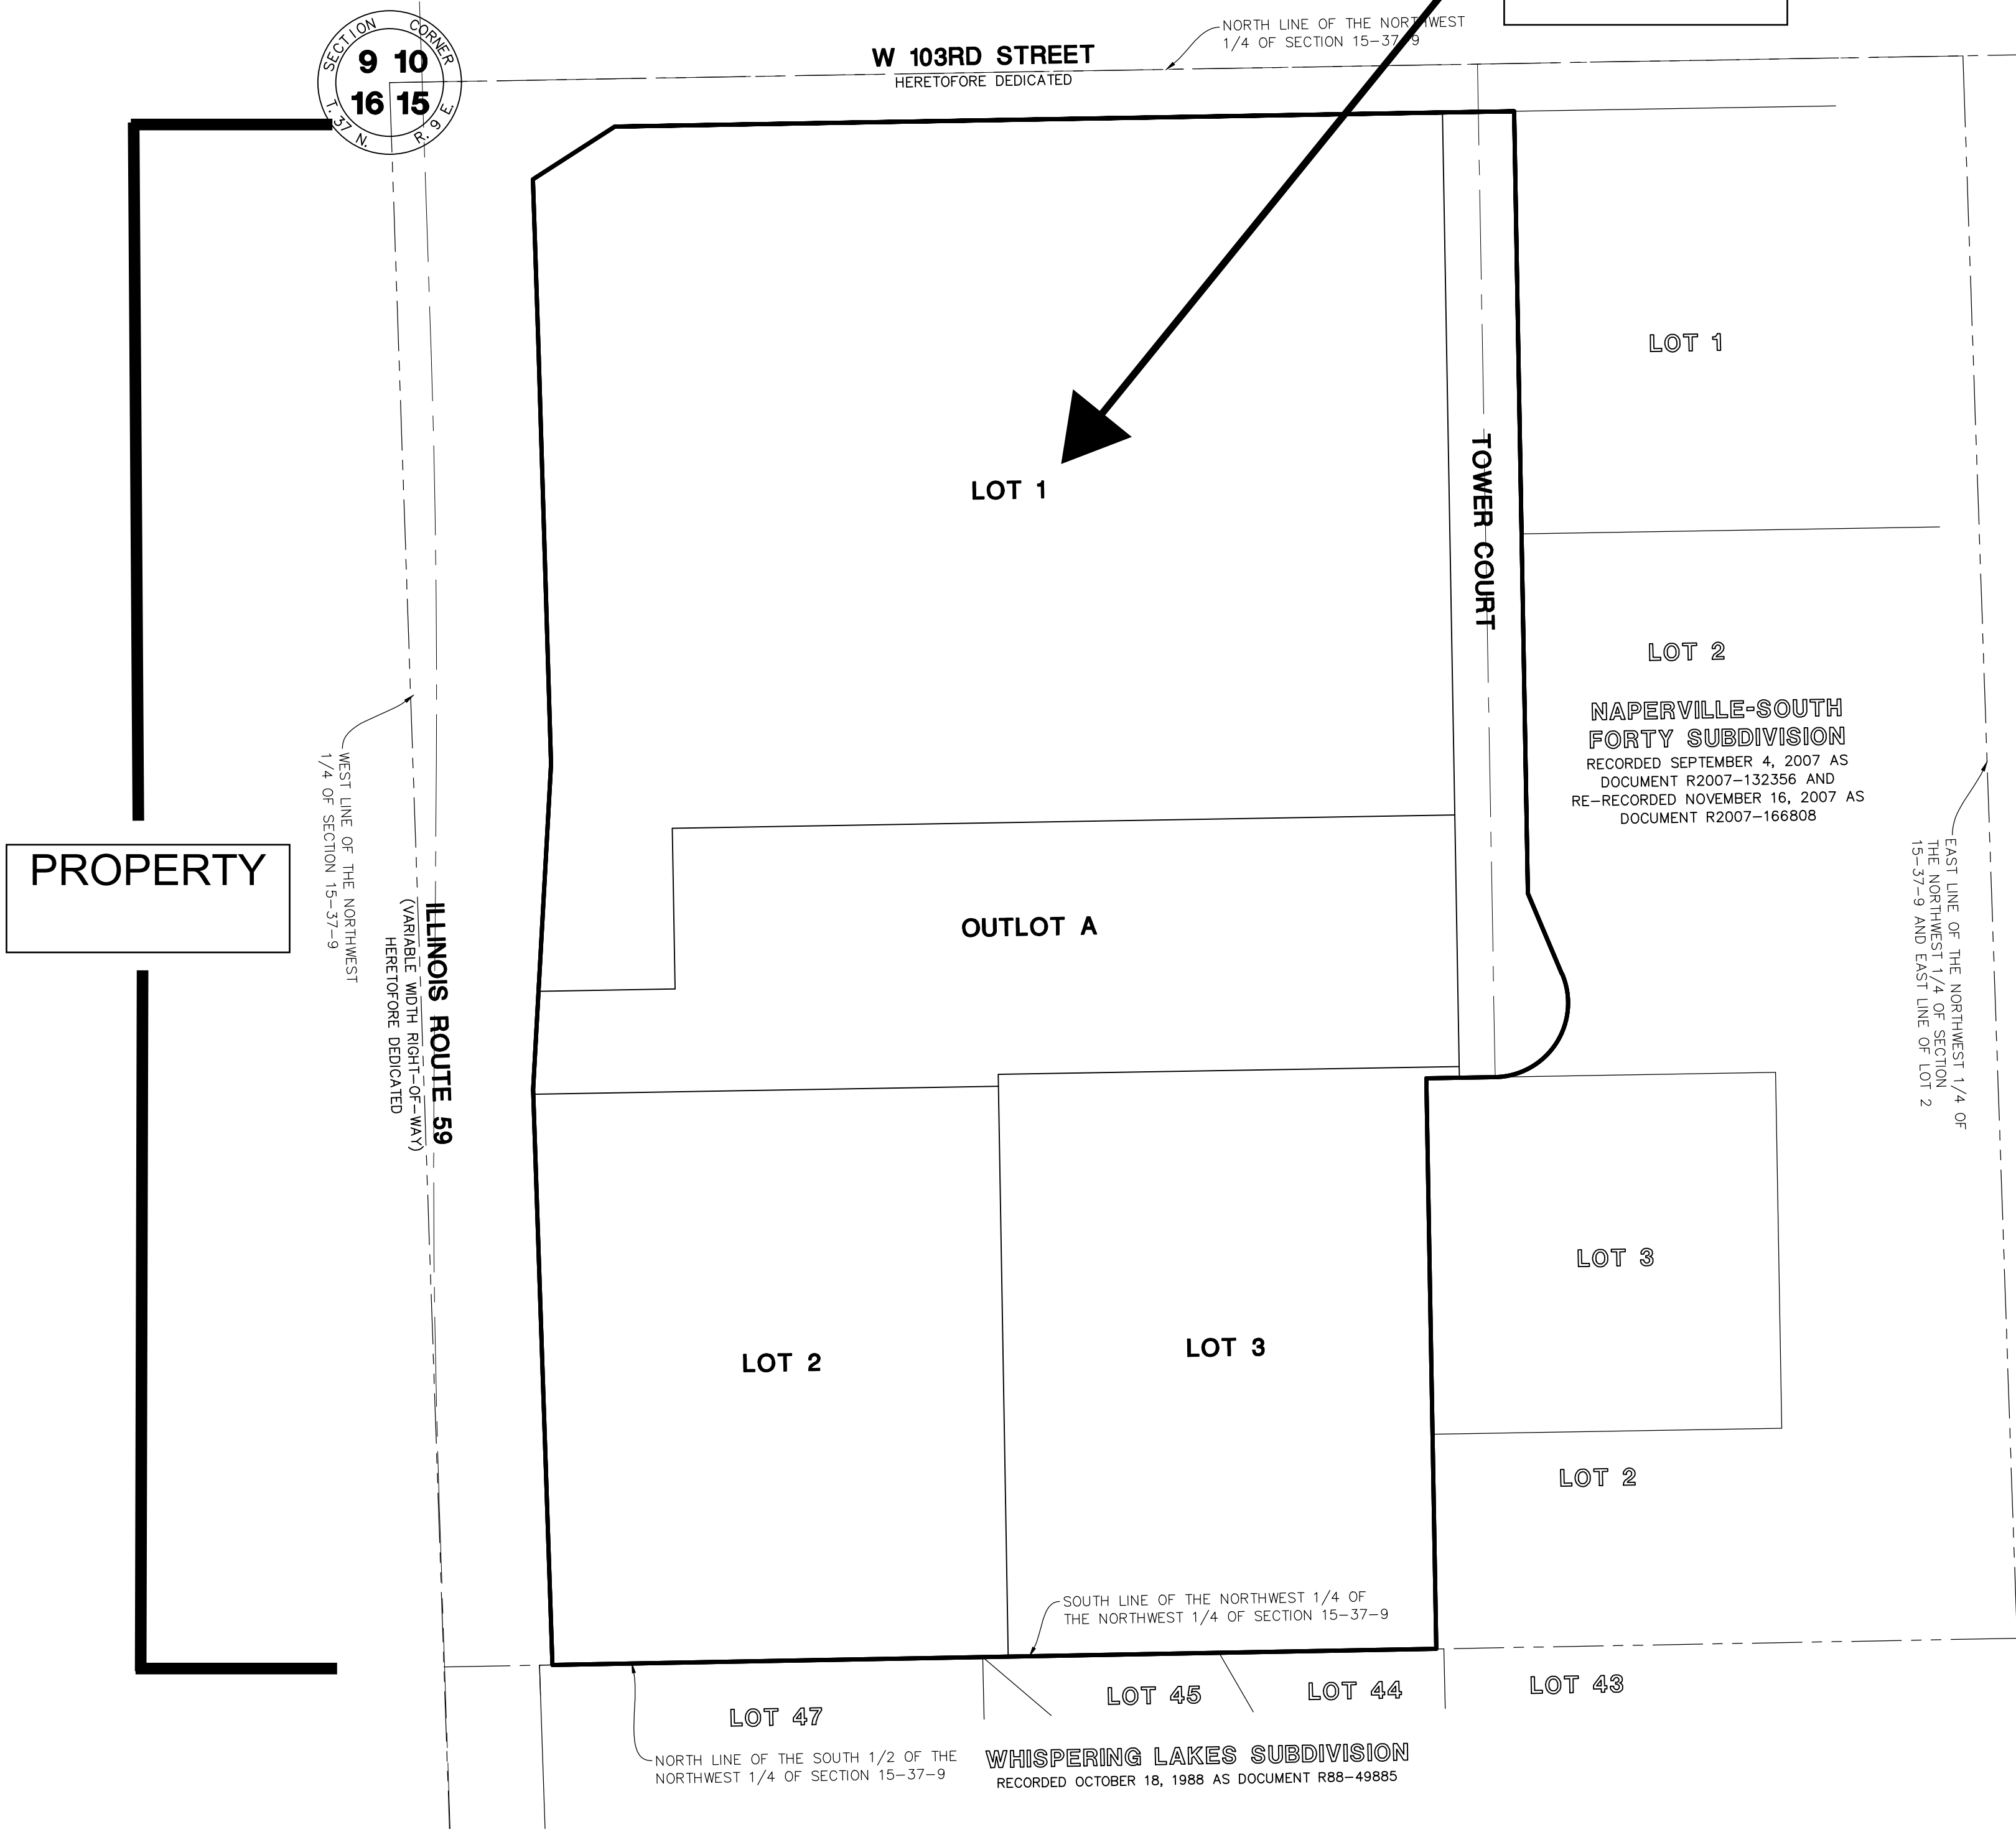 SECTION CORNER
9 10
16 15
T. 37 N. R. 9 E.
NORTH LINE OF THE NORTHWEST
1/4 OF SECTION 15-37-9
W 103RD STREET
HERETOFORE DEDICATED
LOT 1
LOT 1
TOWER COURT
LOT 2
NAPERVILLE-SOUTH
FORTY SUBDIVISION
RECORDED SEPTEMBER 4, 2007 AS
DOCUMENT R2007-132356 AND
RE-RECORDED NOVEMBER 16, 2007 AS
DOCUMENT R2007-166808
WEST LINE OF THE NORTHWEST
1/4 OF SECTION 15-37-9
PROPERTY
ILLINOIS ROUTE 59
(VARIABLE WIDTH RIGHT-OF-WAY)
HERETOFORE DEDICATED
OUTLOT A
EAST LINE OF THE NORTHWEST 1/4 OF
THE NORTHWEST 1/4 OF SECTION
15-37-9 AND EAST LINE OF LOT 2
LOT 3
LOT 2
LOT 3
LOT 2
SOUTH LINE OF THE NORTHWEST 1/4 OF
THE NORTHWEST 1/4 OF SECTION 15-37-9
LOT 47
LOT 45
LOT 44
LOT 43
NORTH LINE OF THE SOUTH 1/2 OF THE
NORTHWEST 1/4 OF SECTION 15-37-9
WHISPERING LAKES SUBDIVISION
RECORDED OCTOBER 18, 1988 AS DOCUMENT R88-49885